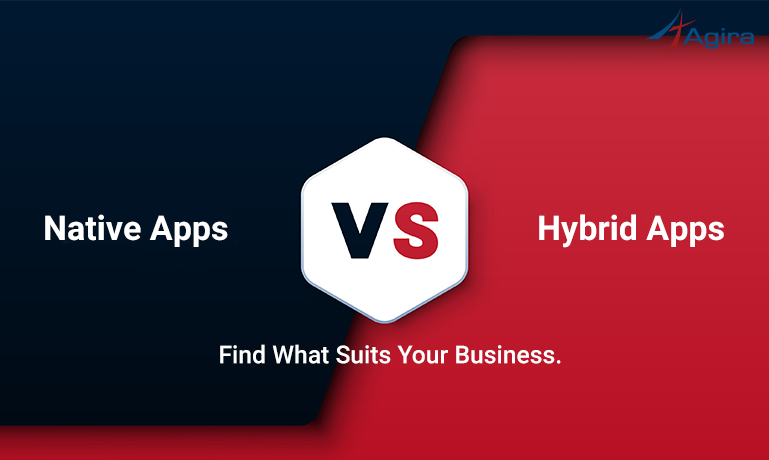 Agira
Native Apps
VS
Hybrid Apps
Find What Suits Your Business.